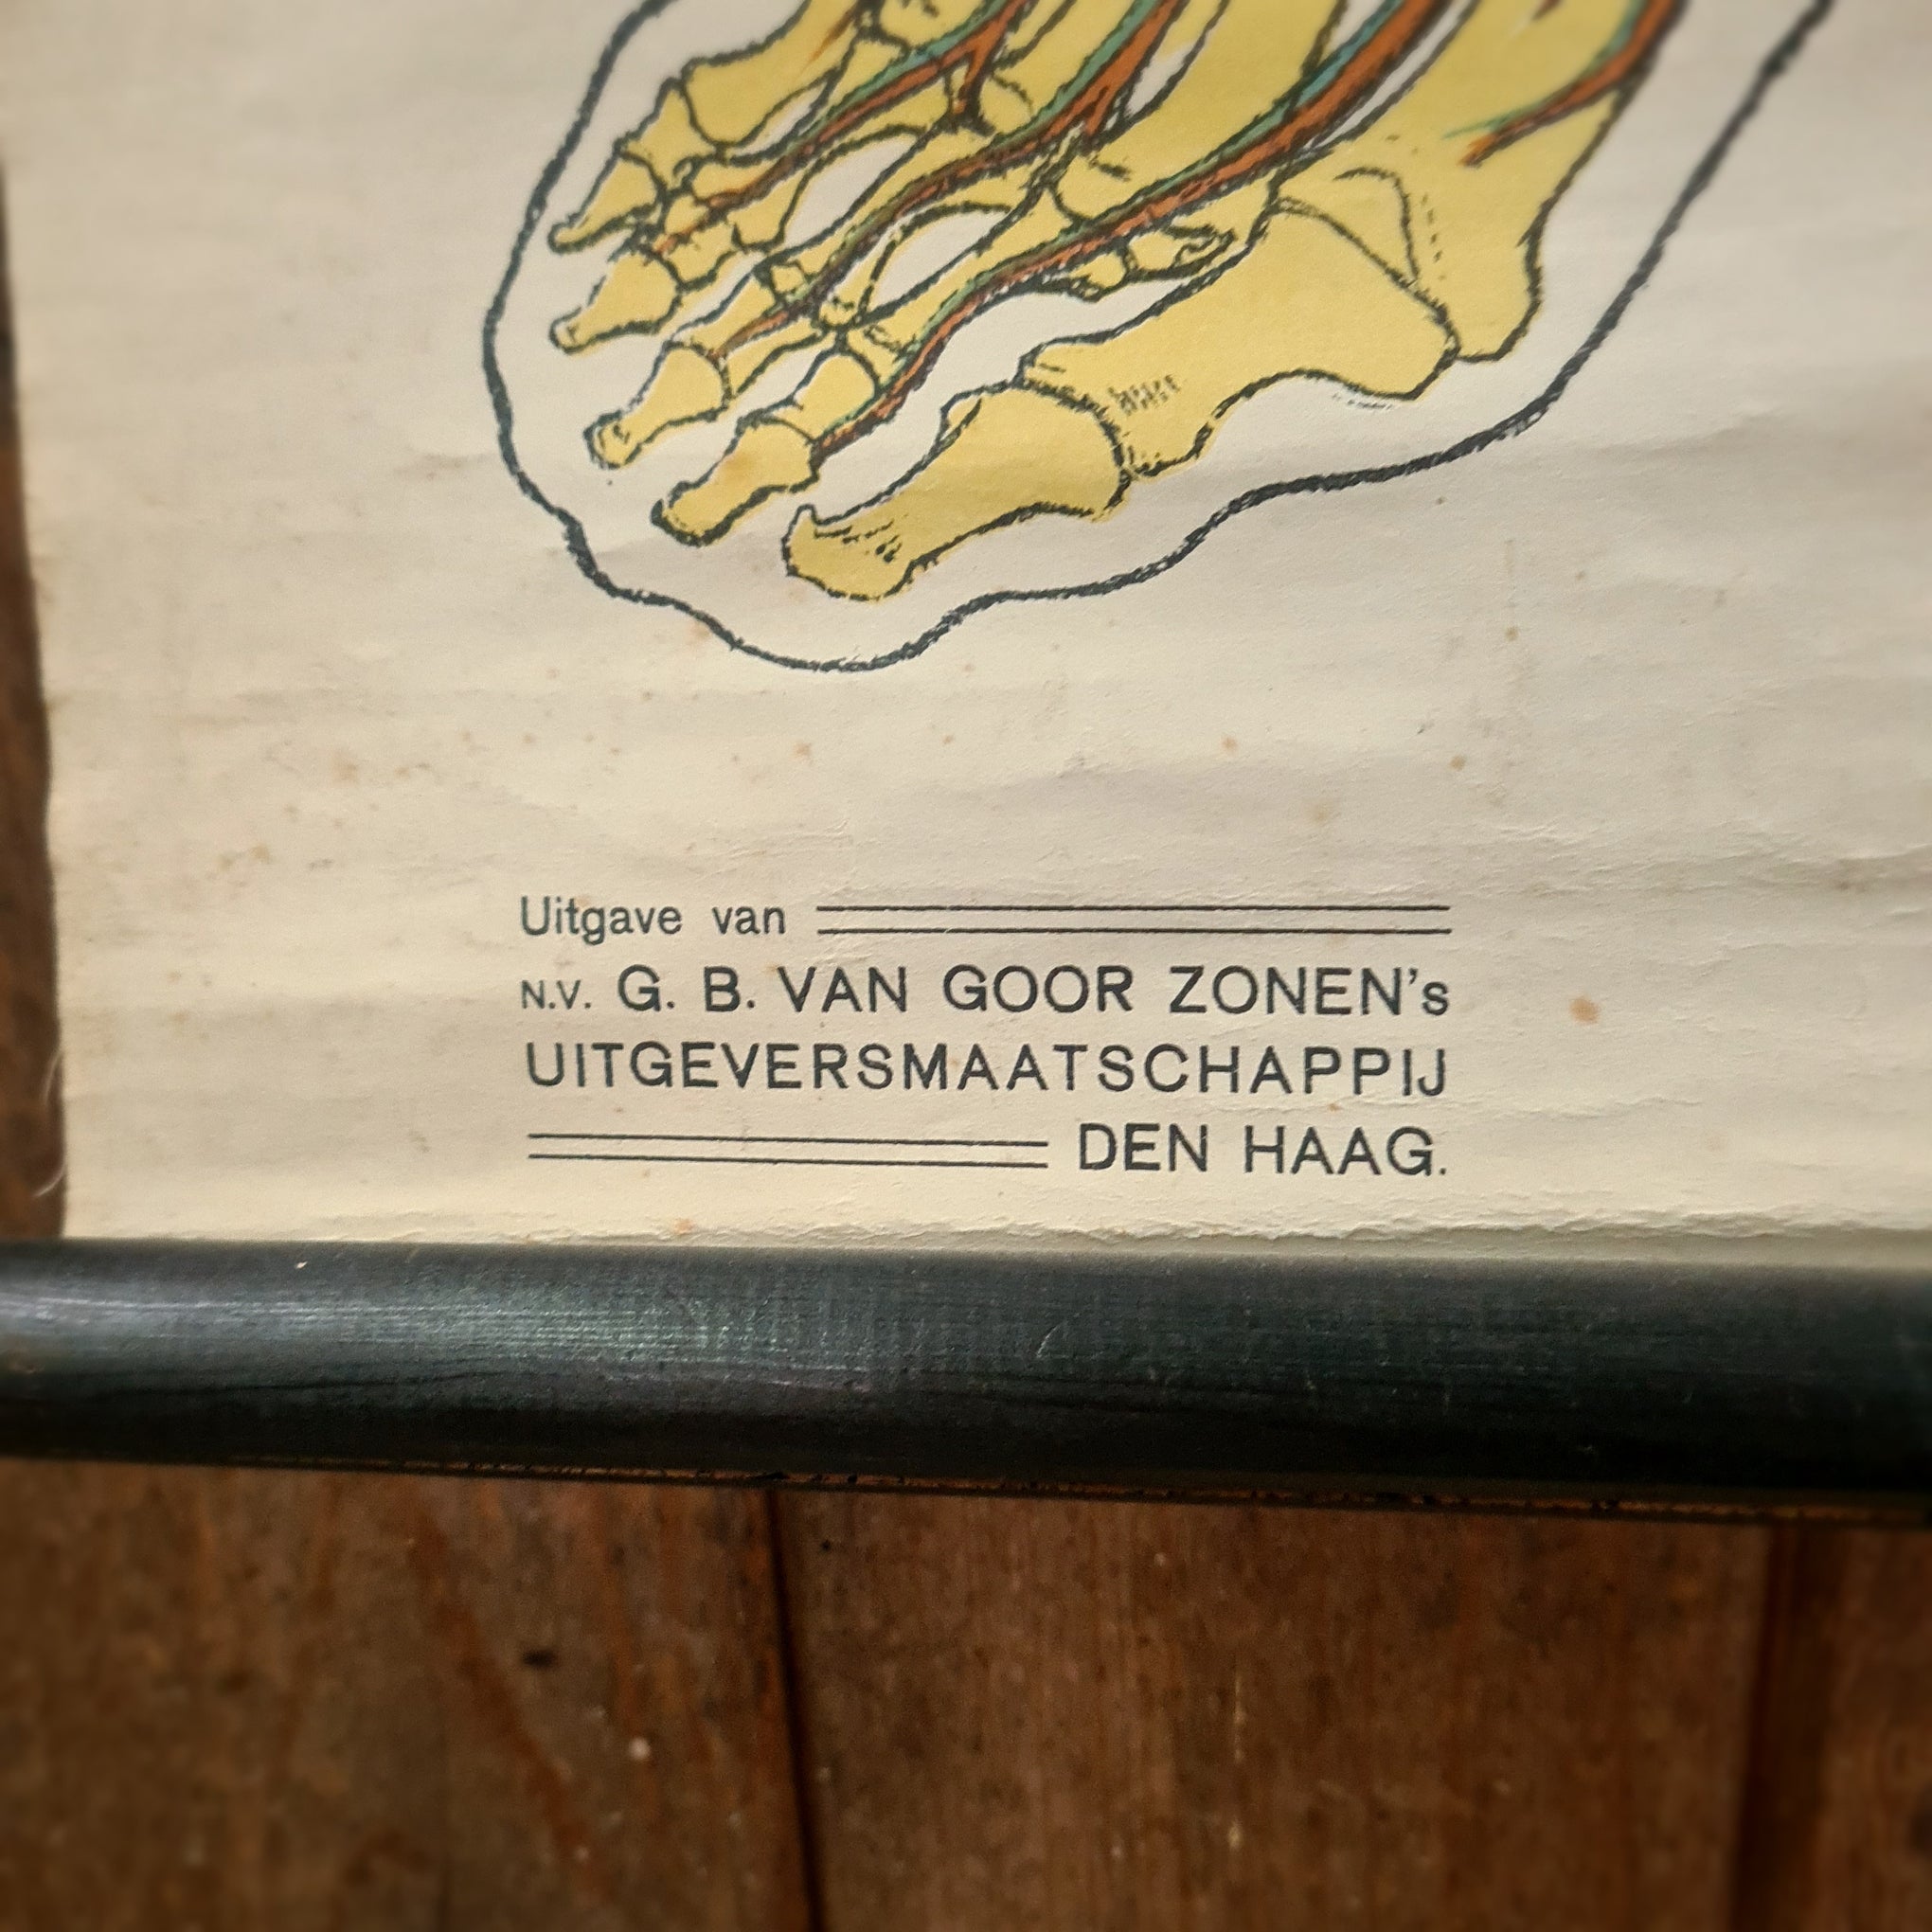 Uitgave van
N.V. G. B. VAN GOOR ZONEN's
UITGEVERSMAATSCHAPPIJ
DEN HAAG.